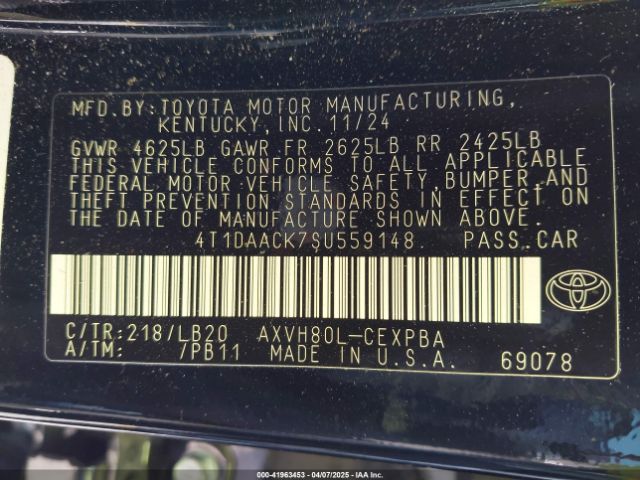 MFD.BY:TOYOTA MOTOR MANUFACTURING,
KENTUCKY,INC.11/24
GVWR 4625LB GAWR FR 2625LB RR 2425LB
THIS VEHICLE CONFORMS TO ALL APPLICABLE
FEDERAL MOTOR VEHICLE SAFETY,BUMPER,AND
THEFT PREVENTION STANDARDS IN EFFECT ON
THE DATE OF MANUFACTURE SHOWN ABOVE.
4T1DAACK7SU559148 PASS.CAR
C/TR:218/LB20 AXVH80L-CEXPBA
A/TM: /PB11 MADE IN U.S.A. 69078
000-41963453 - 04/07/2025 - IAAI.COM